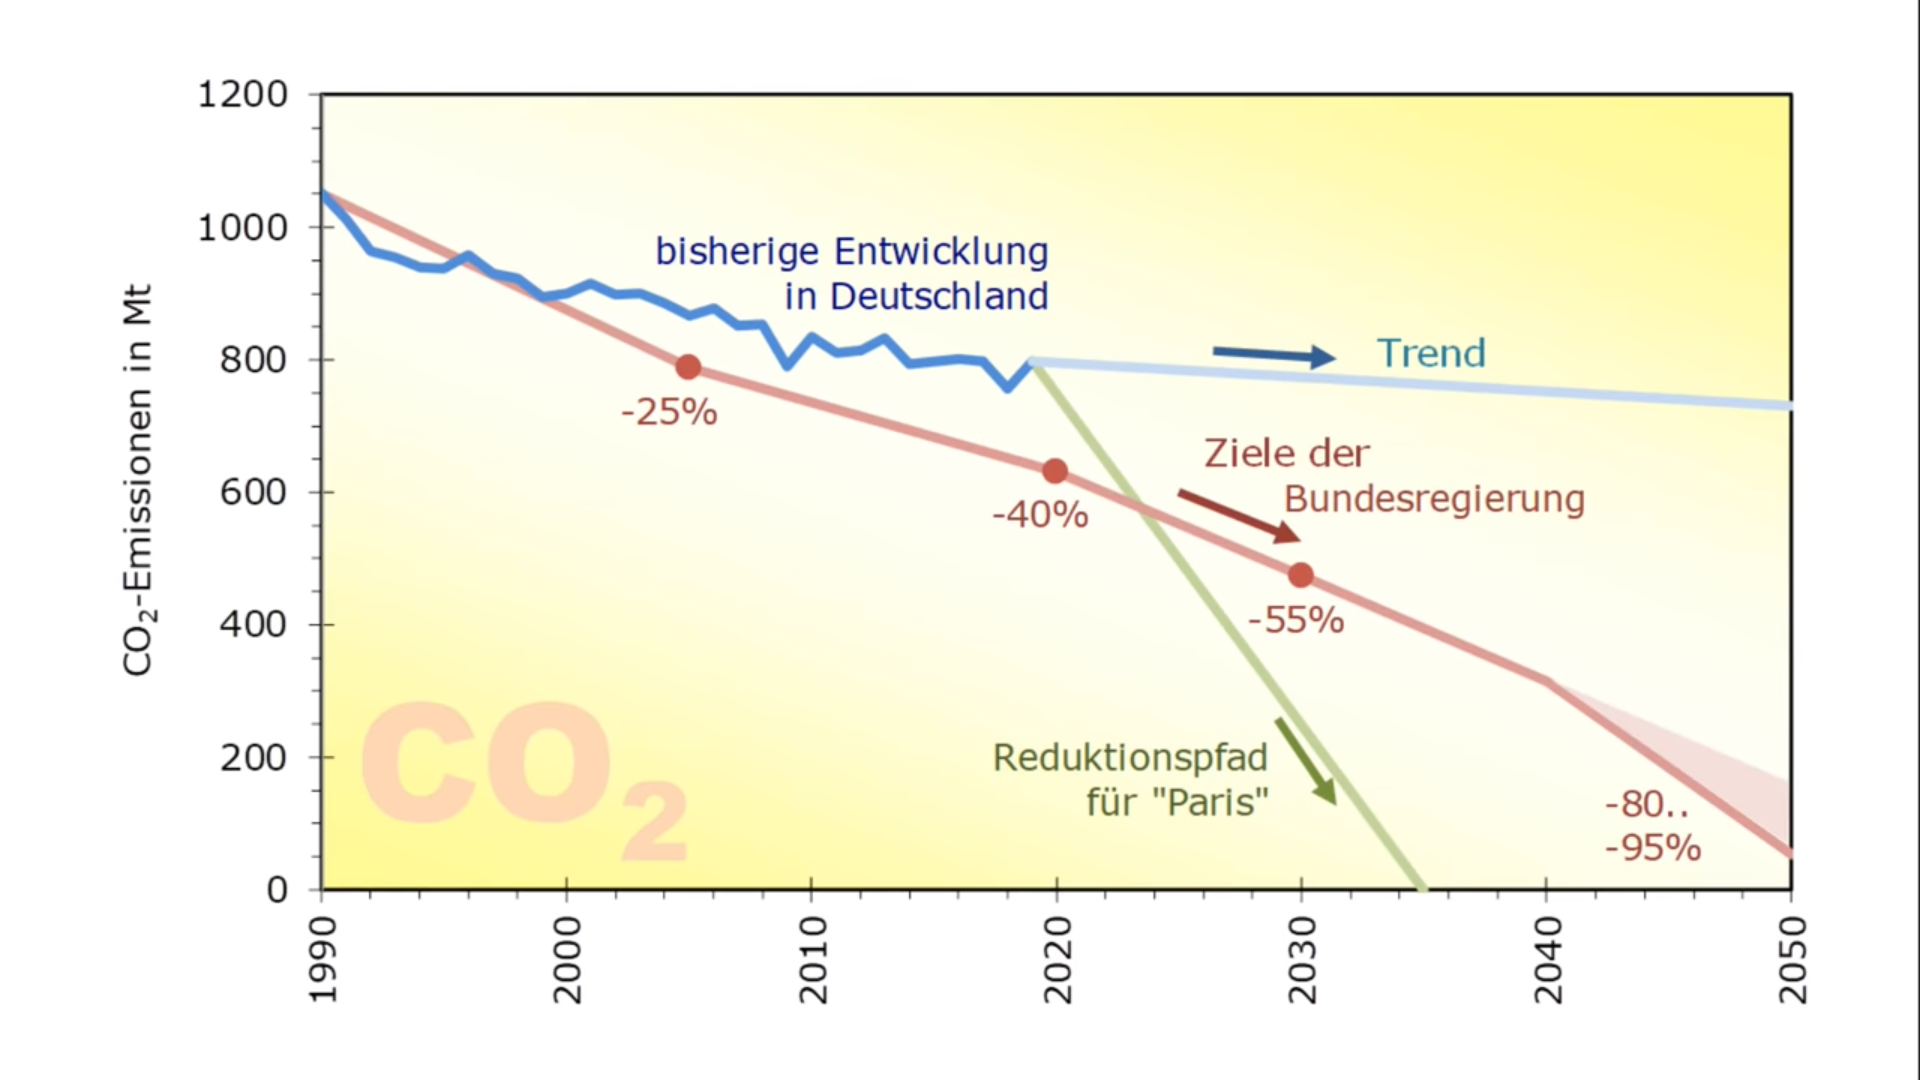 1200
1000
800
600
400
200
0
CO₂-Emissionen in Mt
bisherige Entwicklung
in Deutschland
Trend
-25%
Ziele der
Bundesregierung
-40%
-55%
Reduktionspfad
für "Paris"
-80..
-95%
CO₂
1990
2000
2010
2020
2030
2040
2050